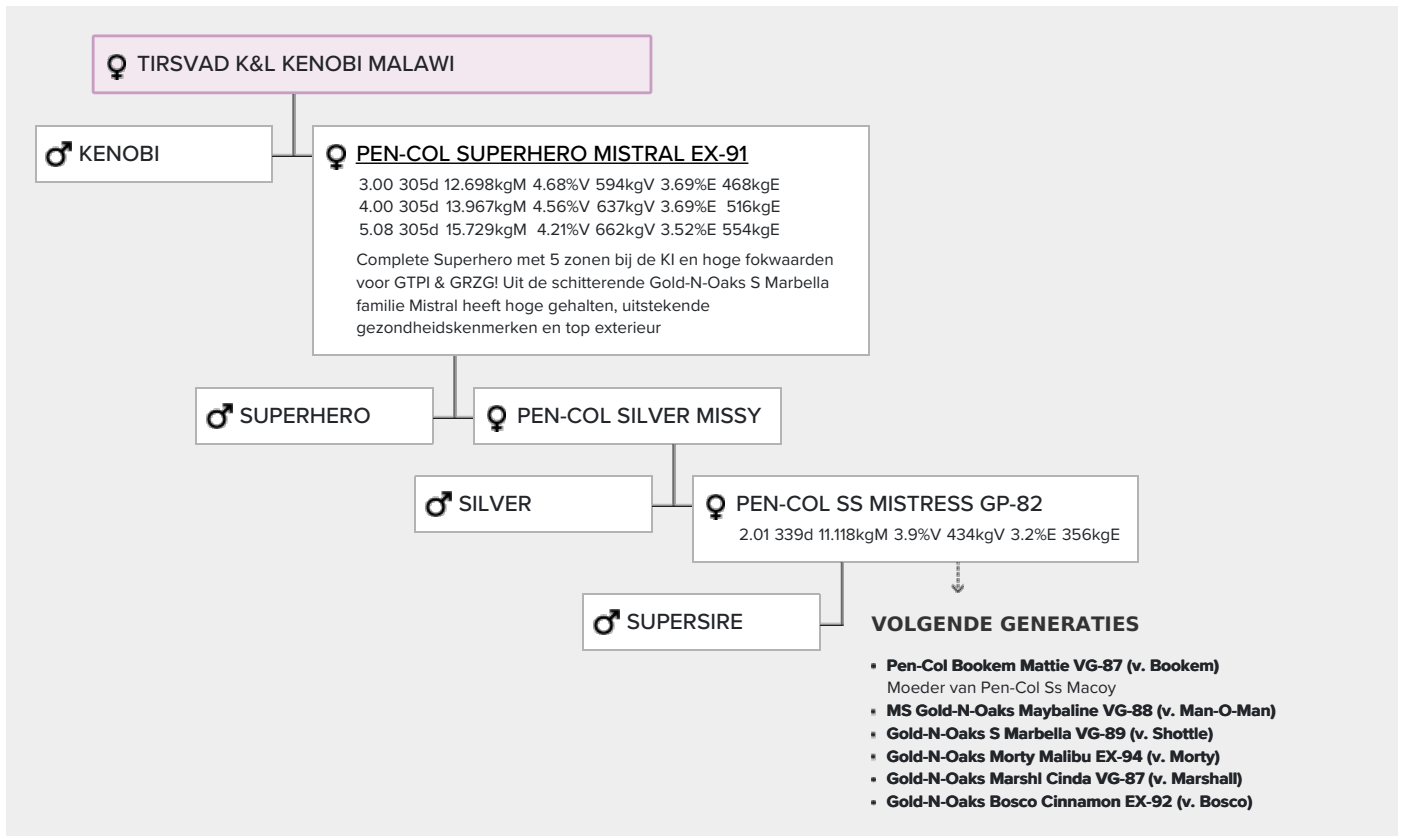 TIRSVAD K&L KENOBI MALAWI
KENOBI
PEN-COL SUPERHERO MISTRAL EX-91
3.00 305d 12.698kgM 4.68%V 594kgV 3.69%E 468kgE
4.00 305d 13.967kgM 4.56%V 637kgV 3.69%E 516kgE
5.08 305d 15.729kgM 4.21%V 662kgV 3.52%E 554kgE
Complete Superhero met 5 zonen bij de KI en hoge fokwaarden
voor GTPI & GRZG! Uit de schitterende Gold-N-Oaks S Marbella
familie Mistral heeft hoge gehalten, uitstekende
gezondheidskenmerken en top exterieur
SUPERHERO
PEN-COL SILVER MISSY
SILVER
PEN-COL SS MISTRESS GP-82
2.01 339d 11.118kgM 3.9%V 434kgV 3.2%E 356kgE
SUPERSIRE
VOLGENDE GENERATIES
Pen-Col Bookem Mattie VG-87 (v. Bookem)
Moeder van Pen-Col Ss Macoy
MS Gold-N-Oaks Maybaline VG-88 (v. Man-O-Man)
Gold-N-Oaks S Marbella VG-89 (v. Shottle)
Gold-N-Oaks Morty Malibu EX-94 (v. Morty)
Gold-N-Oaks Marshl Cinda VG-87 (v. Marshall)
Gold-N-Oaks Bosco Cinnamon EX-92 (v. Bosco)